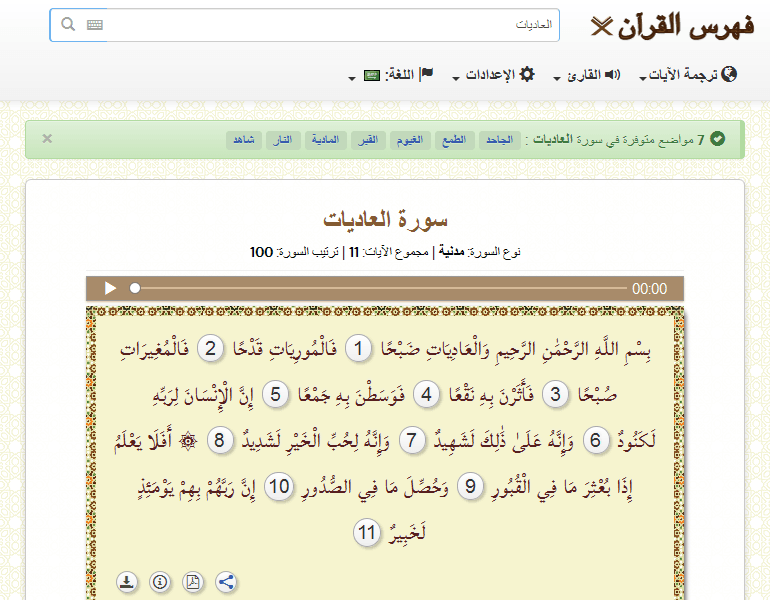 فهرس القرآن
العاديات
ترجمة الآيات
القارئ
الإعدادات
اللغة:
7 مواضع متوفرة في سورة العاديات : الجاحد الطمع الغيوم القبر المادية النار شاهد ×
سورة العاديات
نوع السورة: مدنية | مجموع الآيات: 11 | ترتيب السورة: 100
00:00
بِسْمِ اللَّهِ الرَّحْمَٰنِ الرَّحِيمِ وَالْعَادِيَاتِ ضَبْحًا 1 فَالْمُورِيَاتِ قَدْحًا 2 فَالْمُغِيرَاتِ
صُبْحًا 3 فَأَثَرْنَ بِهِ نَقْعًا 4 فَوَسَطْنَ بِهِ جَمْعًا 5 إِنَّ الْإِنْسَانَ لِرَبِّهِ
لَكَنُودٌ 6 وَإِنَّهُ عَلَىٰ ذَٰلِكَ لَشَهِيدٌ 7 وَإِنَّهُ لِحُبِّ الْخَيْرِ لَشَدِيدٌ 8 ۞ أَفَلَا يَعْلَمُ
إِذَا بُعْثِرَ مَا فِي الْقُبُورِ 9 وَحُصِّلَ مَا فِي الصُّدُورِ 10 إِنَّ رَبَّهُمْ بِهِمْ يَوْمَئِذٍ
لَخَبِيرٌ 11